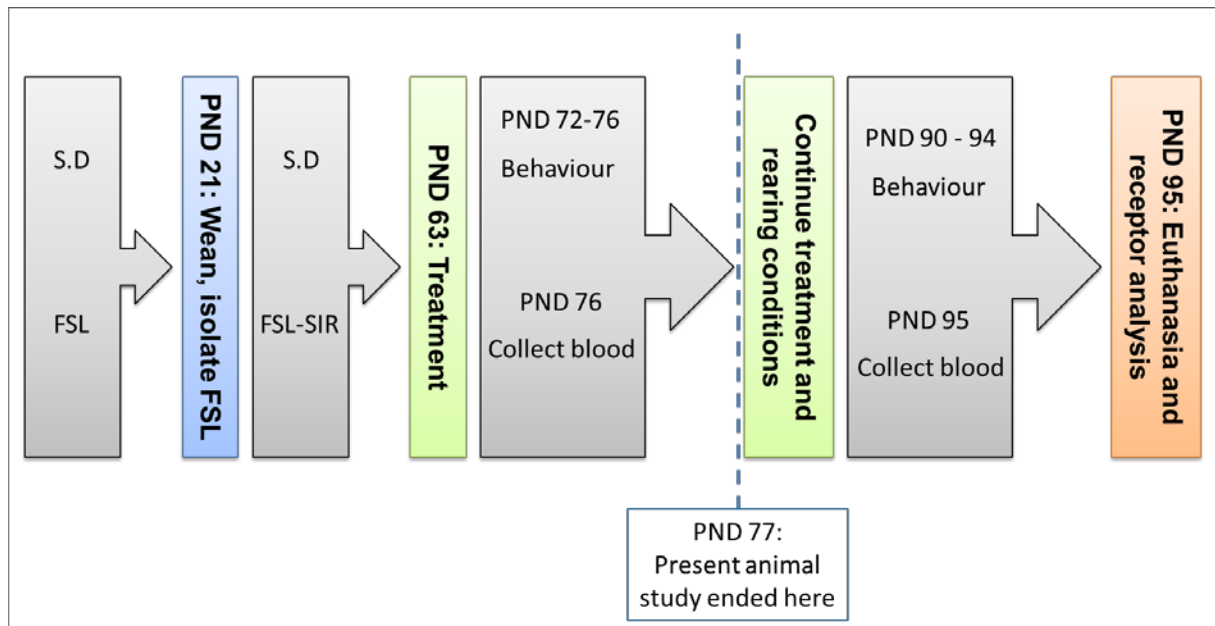 S.D
FSL
PND 21: Wean, isolate FSL
S.D
FSL-SIR
PND 63: Treatment
PND 72-76
Behaviour
PND 76
Collect blood
Continue treatment and
rearing conditions
PND 90 - 94
Behaviour
PND 95
Collect blood
PND 95: Euthanasia and
receptor analysis
PND 77:
Present animal
study ended here